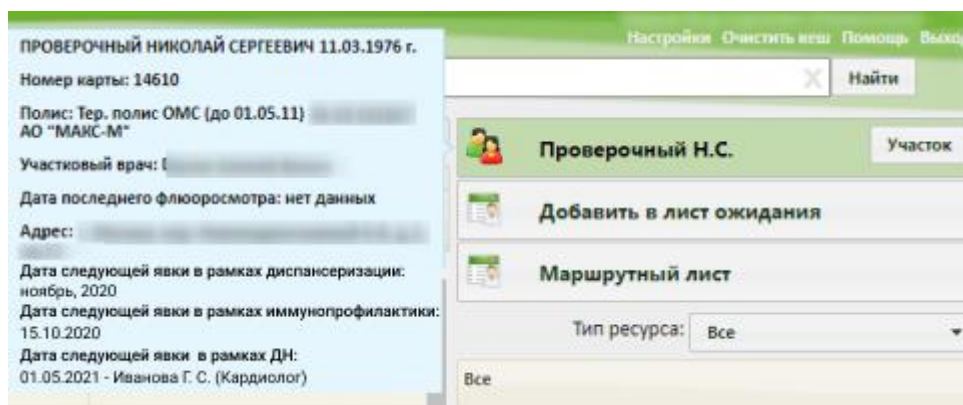 ПРОВЕРОЧНЫЙ НИКОЛАЙ СЕРГЕЕВИЧ 11.03.1976 г.
Номер карты: 14610
Полис: Тер. полис ОМС (до 01.05.11)
АО "МАКС-М"
Участковый врач:
Дата последнего флюоросмотра: нет данных
Адрес:
Дата следующей явки в рамках диспансеризации:
ноябрь, 2020
Дата следующей явки в рамках иммунопрофилактики:
15.10.2020
Дата следующей явки в рамках ДН:
01.05.2021 - Иванова Г. С. (Кардиолог)
Настройки Очистить кеш Помощь Выход
Найти
Проверочный Н.С.
Участок
Добавить в лист ожидания
Маршрутный лист
Тип ресурса: Все
Все